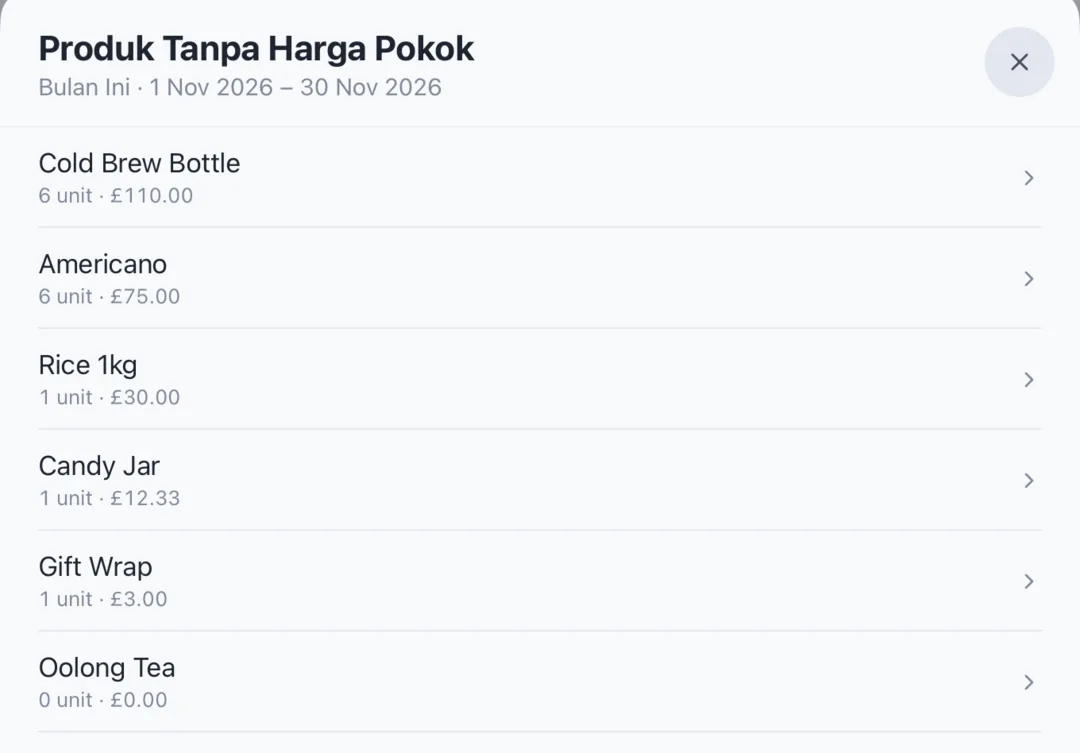 Produk Tanpa Harga Pokok
Bulan Ini · 1 Nov 2026 – 30 Nov 2026
Cold Brew Bottle
6 unit · £110.00
Americano
6 unit · £75.00
Rice 1kg
1 unit · £30.00
Candy Jar
1 unit · £12.33
Gift Wrap
1 unit · £3.00
Oolong Tea
0 unit · £0.00